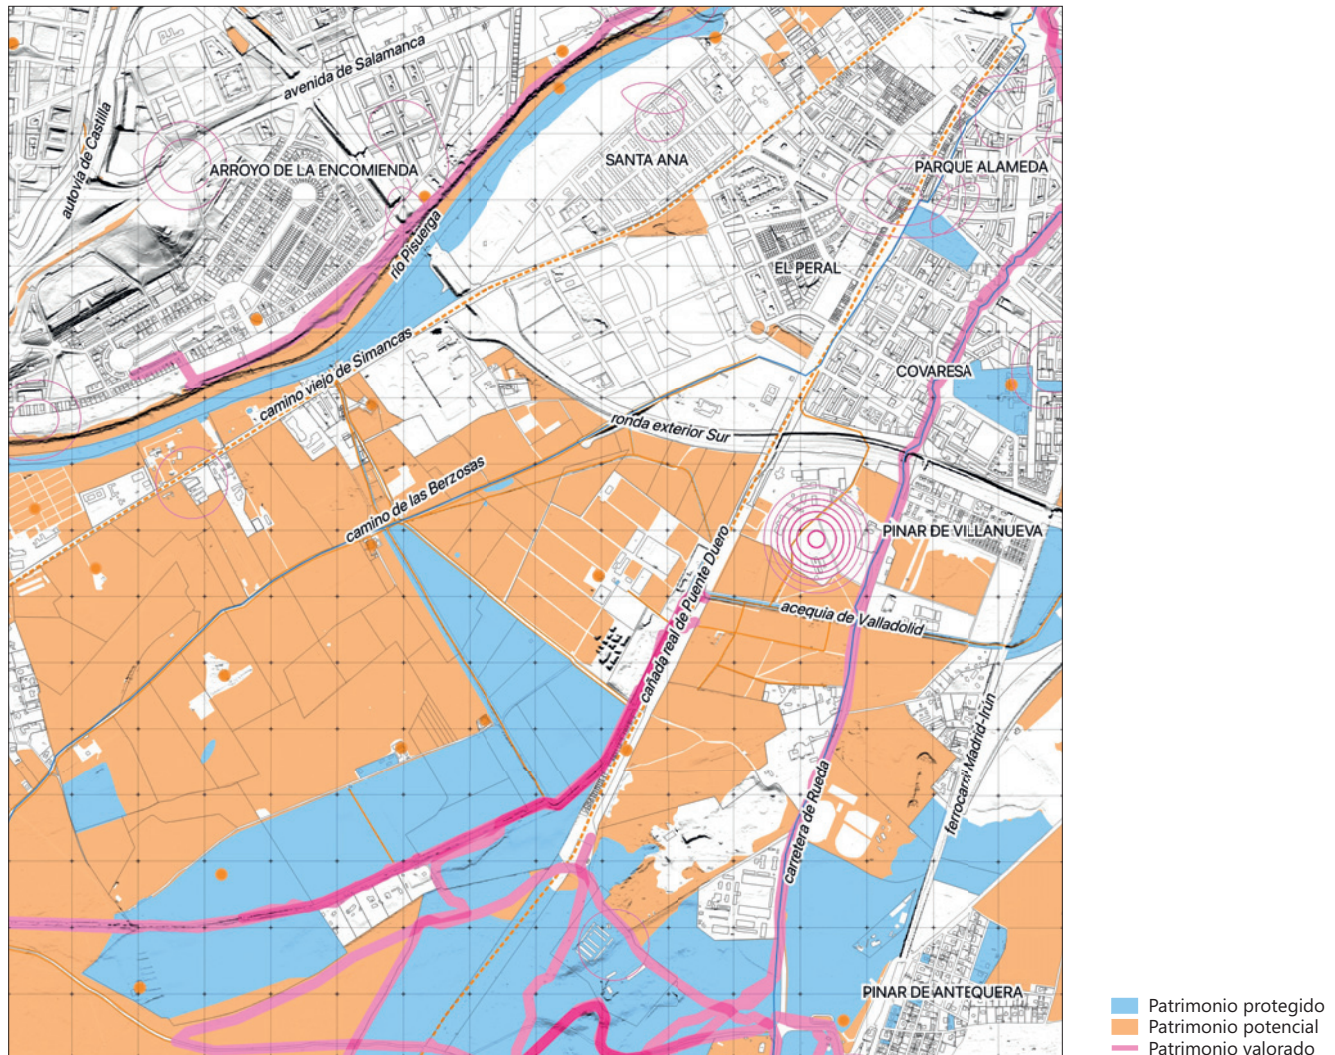 avenida de Salamanca
autovía de Castilla
ARROYO DE LA ENCOMIENDA
SANTA ANA
PARQUE ALAMEDA
río Pisuerga
EL PERAL
camino viejo de Simancas
COVARESA
ronda exterior Sur
camino de las Berzosas
PINAR DE VILLANUEVA
cañada real de Puente Duero
acequia de Valladolid
ferrocarril Madrid-Irún
carretera de Rueda
PINAR DE ANTEQUERA
Patrimonio protegido
Patrimonio potencial
Patrimonio valorado